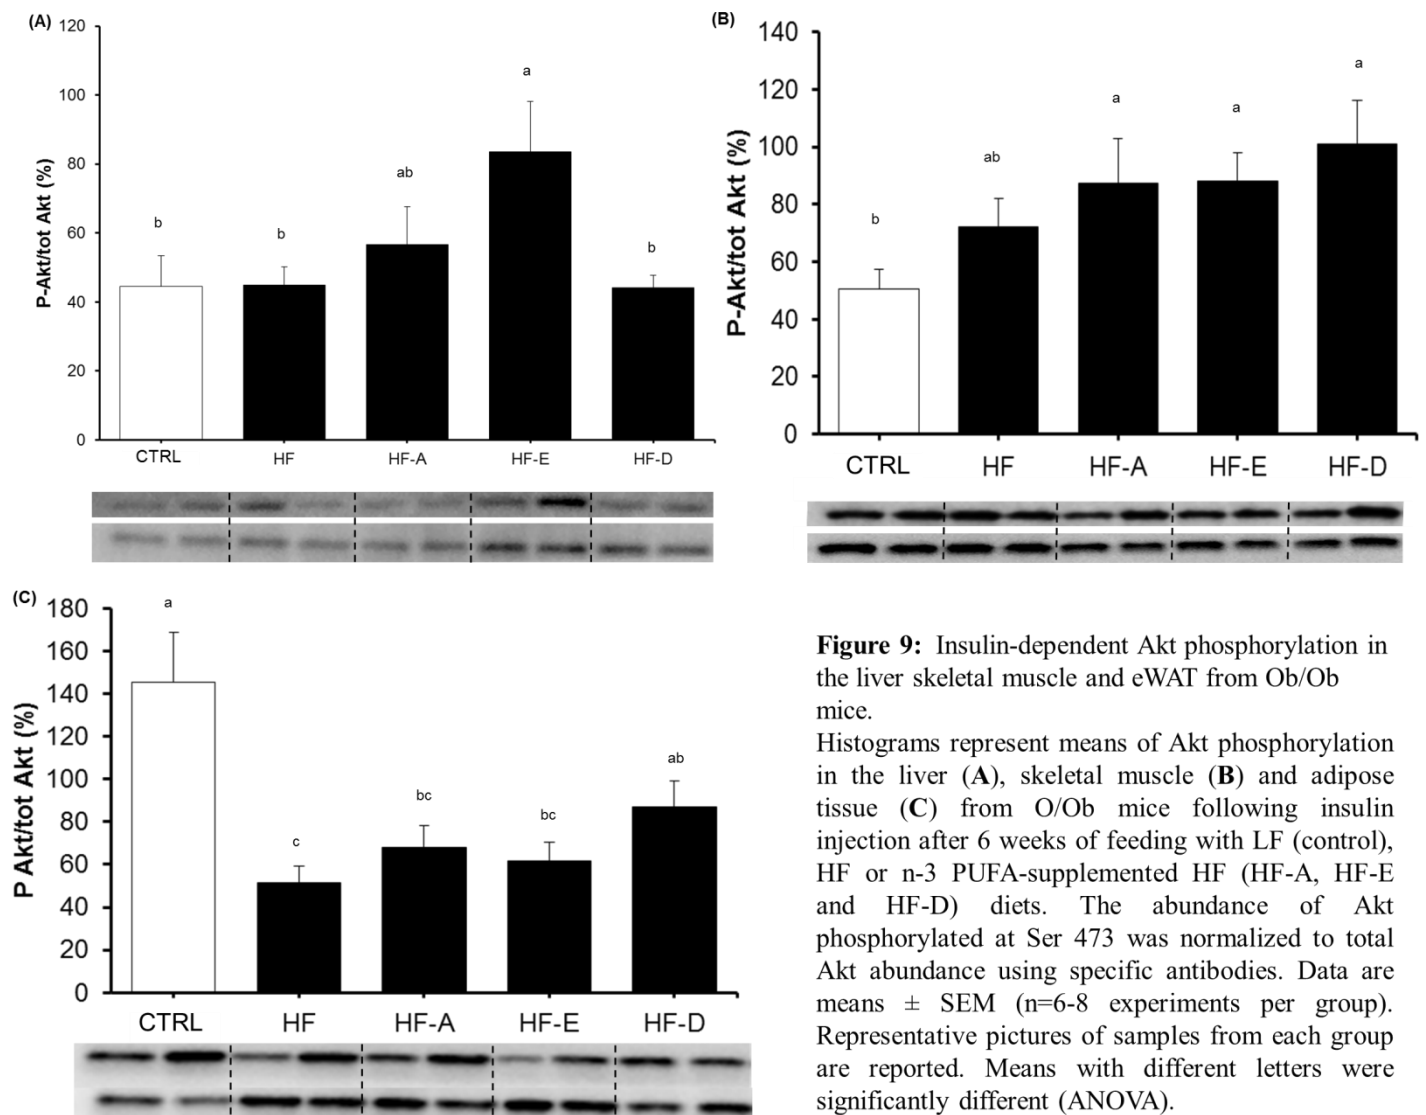 (A)
120
100
80
60
40
20
0
P-Akt/tot Akt (%)
b
b
ab
a
b
CTRL
HF
HF-A
HF-E
HF-D
(B)
140
120
100
80
60
40
20
0
P-Akt/tot Akt (%)
b
ab
a
a
a
CTRL
HF
HF-A
HF-E
HF-D
(C)
180
160
140
120
100
80
60
40
20
0
P Akt/tot Akt (%)
a
c
bc
bc
ab
CTRL
HF
HF-A
HF-E
HF-D
Figure 9: Insulin-dependent Akt phosphorylation in
the liver skeletal muscle and eWAT from Ob/Ob
mice.
Histograms represent means of Akt phosphorylation
in the liver (A), skeletal muscle (B) and adipose
tissue (C) from O/Ob mice following insulin
injection after 6 weeks of feeding with LF (control),
HF or n-3 PUFA-supplemented HF (HF-A, HF-E
and HF-D) diets. The abundance of Akt
phosphorylated at Ser 473 was normalized to total
Akt abundance using specific antibodies. Data are
means ± SEM (n=6-8 experiments per group).
Representative pictures of samples from each group
are reported. Means with different letters were
significantly different (ANOVA).